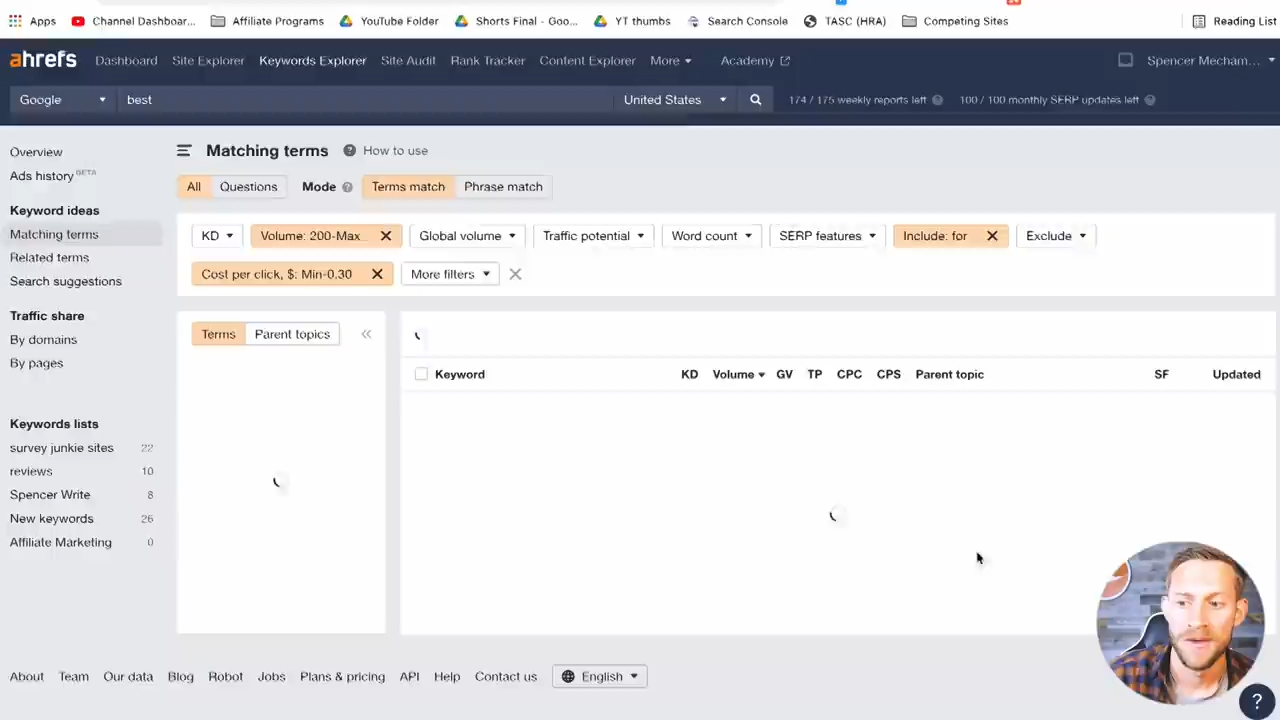 Apps Channel Dashboar... Affiliate Programs YouTube Folder Shorts Final - Goo... YT thumbs Search Console TASC (HRA) Competing Sites Reading List
ahrefs Dashboard Site Explorer Keywords Explorer Site Audit Rank Tracker Content Explorer More Academy Spencer Mecham...
Google best United States 174 / 175 weekly reports left ? 100 / 100 monthly SERP updates left ?
Overview
Ads history BETA
Keyword ideas
Matching terms
Related terms
Search suggestions
Traffic share
By domains
By pages
Keywords lists
survey junkie sites 22
reviews 10
Spencer Write 8
New keywords 26
Affiliate Marketing 0
Matching terms ? How to use
All Questions Mode ? Terms match Phrase match
KD Volume: 200-Max... Global volume Traffic potential Word count SERP features Include: for Exclude
Cost per click, $: Min-0.30 More filters
Terms Parent topics
Keyword KD Volume GV TP CPC CPS Parent topic SF Updated
About Team Our data Blog Robot Jobs Plans & pricing API Help Contact us English
?